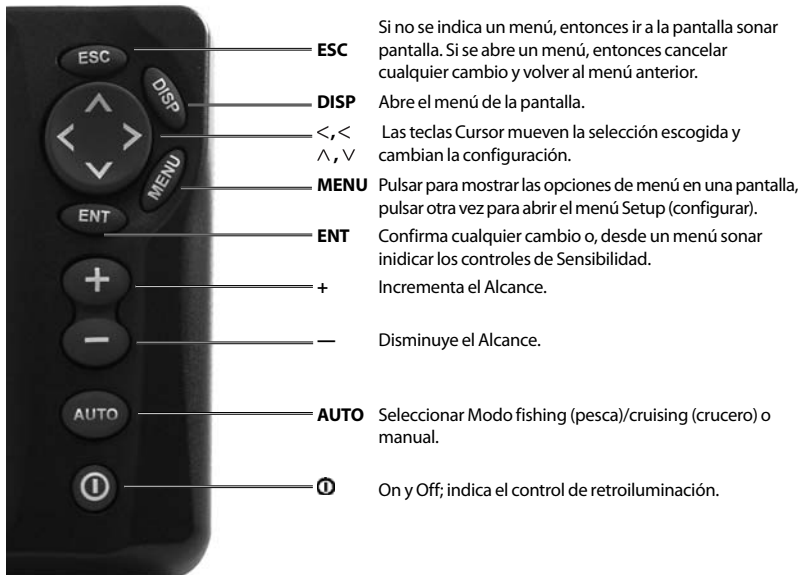 Si no se indica un menú, entonces ir a la pantalla sonar
ESC pantalla. Si se abre un menú, entonces cancelar
cualquier cambio y volver al menú anterior.
DISP Abre el menú de la pantalla.
<,< Las teclas Cursor mueven la selección escogida y
∧,∨ cambian la configuración.
MENU Pulsar para mostrar las opciones de menú en una pantalla,
pulsar otra vez para abrir el menú Setup (configurar).
ENT Confirma cualquier cambio o, desde un menú sonar
inidicar los controles de Sensibilidad.
+ Incrementa el Alcance.
— Disminuye el Alcance.
AUTO Seleccionar Modo fishing (pesca)/cruising (crucero) o
manual.
On y Off; indica el control de retroiluminación.
ESC
DISP
MENU
ENT
+
−
AUTO